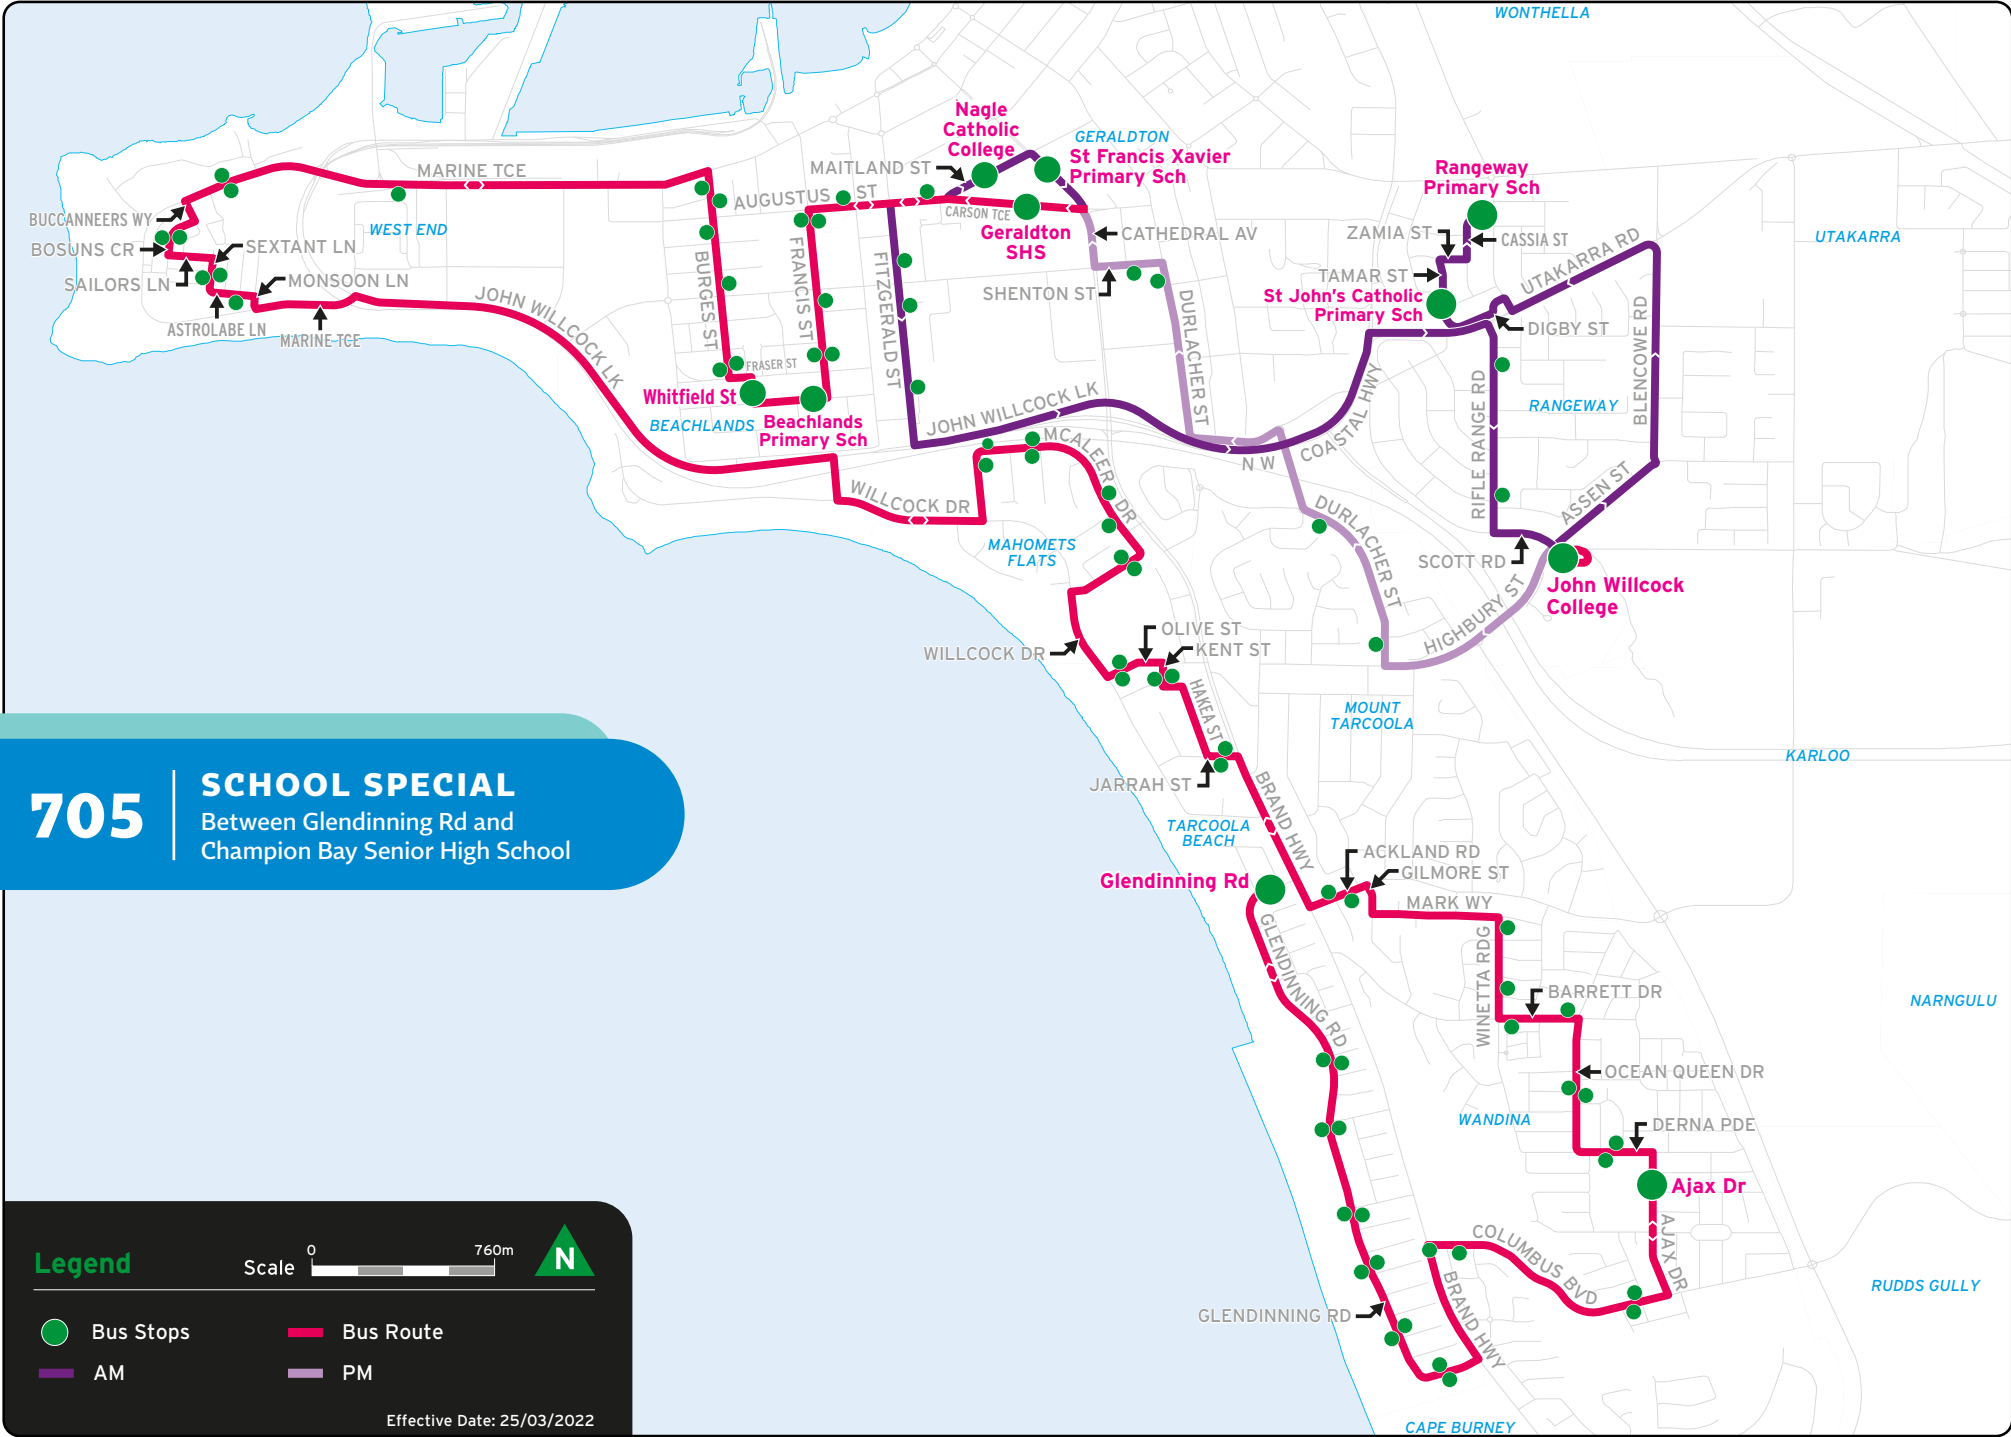 WONTHELLA
Nagle
Catholic
College
GERALDTON
St Francis Xavier
Primary Sch
MAITLAND ST
Rangeway
Primary Sch
MARINE TCE
AUGUSTUS ST
CARSON TCE
Geraldton
SHS
CATHEDRAL AV
ZAMIA ST
CASSIA ST
UTAKARRA RD
UTAKARRA
BUCCANNEERS WY
WEST END
BOSUNS CR
SEXTANT LN
SAILORS LN
MONSOON LN
ASTROLABE LN
MARINE TCE
JOHN WILLCOCK LK
BURGES ST
FRANCIS ST
FITZGERALD ST
SHENTON ST
DURLACHER ST
TAMAR ST
St John's Catholic
Primary Sch
DIGBY ST
BLENCOWE RD
FRASER ST
Whitfield St
BEACHLANDS
Beachlands
Primary Sch
JOHN WILLCOCK LK
N W COASTAL HWY
RIFLE RANGE RD
RANGEWAY
MCALEER DR
WILLCOCK DR
ASSEN ST
DURLACHER ST
MAHOMETS
FLATS
SCOTT RD
John Willcock
College
HIGHBURY ST
WILLCOCK DR
OLIVE ST
KENT ST
HAKEA ST
MOUNT
TARCOOLA
KARLOO
JARRAH ST
BRAND HWY
TARCOOLA
BEACH
705
SCHOOL SPECIAL
Between Glendinning Rd and
Champion Bay Senior High School
ACKLAND RD
GILMORE ST
Glendinning Rd
MARK WY
GLENDINNING RD
WINETTA RDG
BARRETT DR
NARNGULU
OCEAN QUEEN DR
WANDINA
DERNA PDE
Ajax Dr
AJAX DR
COLUMBUS BVD
BRAND HWY
RUDDS GULLY
GLENDINNING RD
CAPE BURNEY
Legend
Scale
0
760m
N
Bus Stops
Bus Route
AM
PM
Effective Date: 25/03/2022